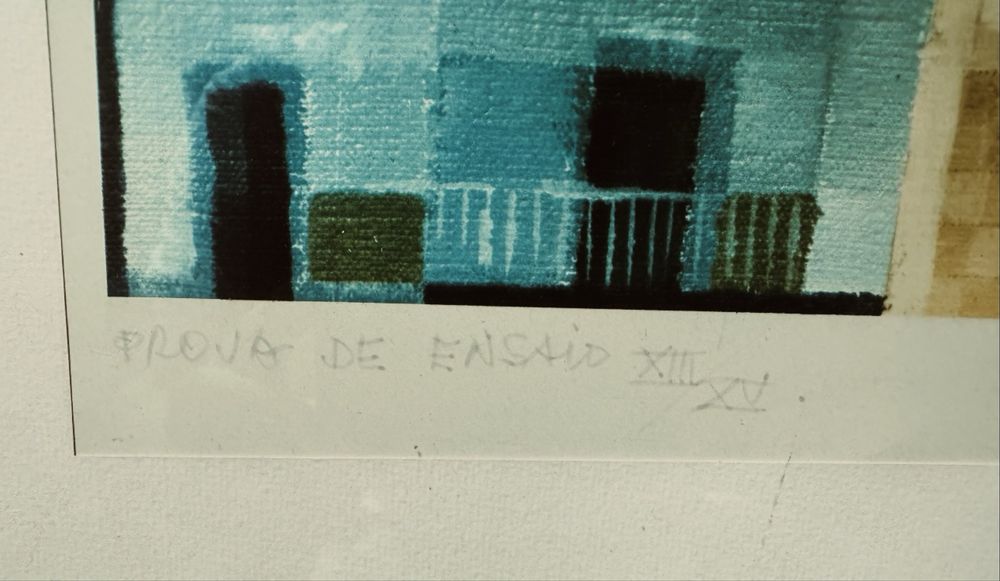 PROVA DE ENSAIO XIII/XV